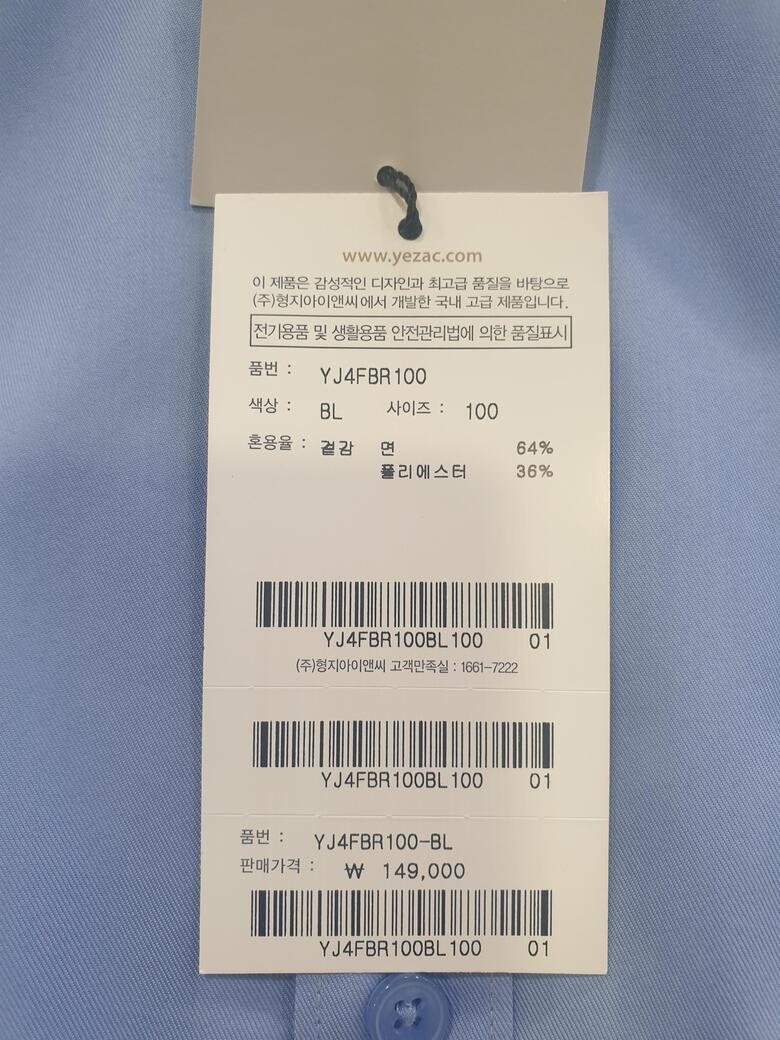 www.yezac.com
이 제품은 감성적인 디자인과 최고급 품질을 바탕으로
(주)형지아이앤씨에서 개발한 국내 고급 제품입니다.
전기용품 및 생활용품 안전관리법에 의한 품질표시
품번 : YJ4FBR100
색상 : BL 사이즈 : 100
혼용율 : 겉감 면 64%
폴리에스터 36%
YJ4FBR100BL100 01
(주)형지아이앤씨 고객만족실 : 1661-7222
YJ4FBR100BL100 01
품번 : YJ4FBR100-BL
판매가격 : ₩ 149,000
YJ4FBR100BL100 01